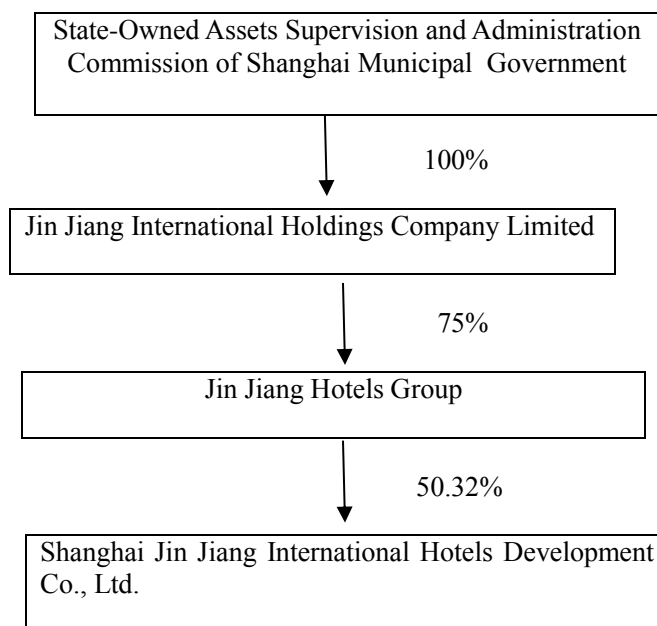 State-Owned Assets Supervision and Administration
Commission of Shanghai Municipal Government
100%
Jin Jiang International Holdings Company Limited
75%
Jin Jiang Hotels Group
50.32%
Shanghai Jin Jiang International Hotels Development
Co., Ltd.